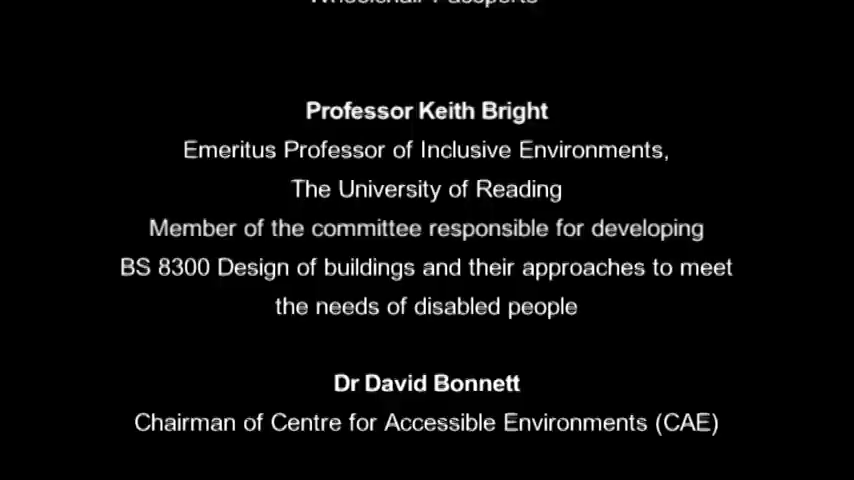 Wheelchair Passports
Professor Keith Bright
Emeritus Professor of Inclusive Environments,
The University of Reading
Member of the committee responsible for developing
BS 8300 Design of buildings and their approaches to meet
the needs of disabled people
Dr David Bonnett
Chairman of Centre for Accessible Environments (CAE)